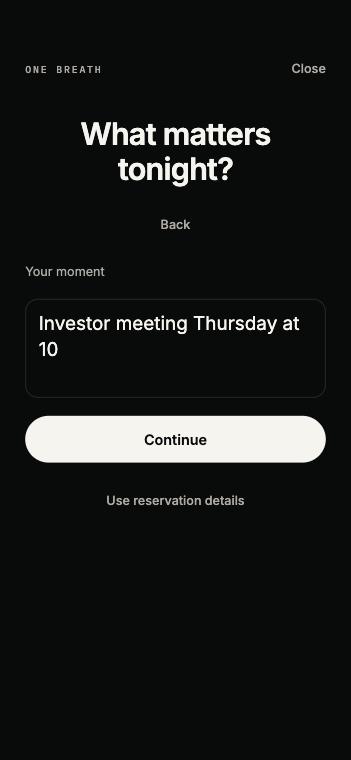 ONE BREATH
Close
What matters
tonight?
Back
Your moment
Investor meeting Thursday at
10
Continue
Use reservation details